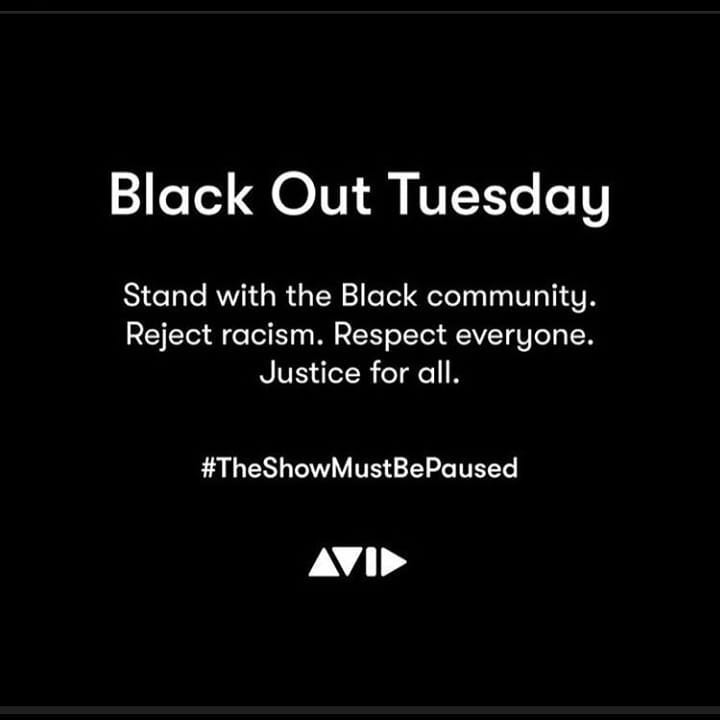 Black Out Tuesday
Stand with the Black community.
Reject racism. Respect everyone.
Justice for all.
#TheShowMustBePaused
AVID